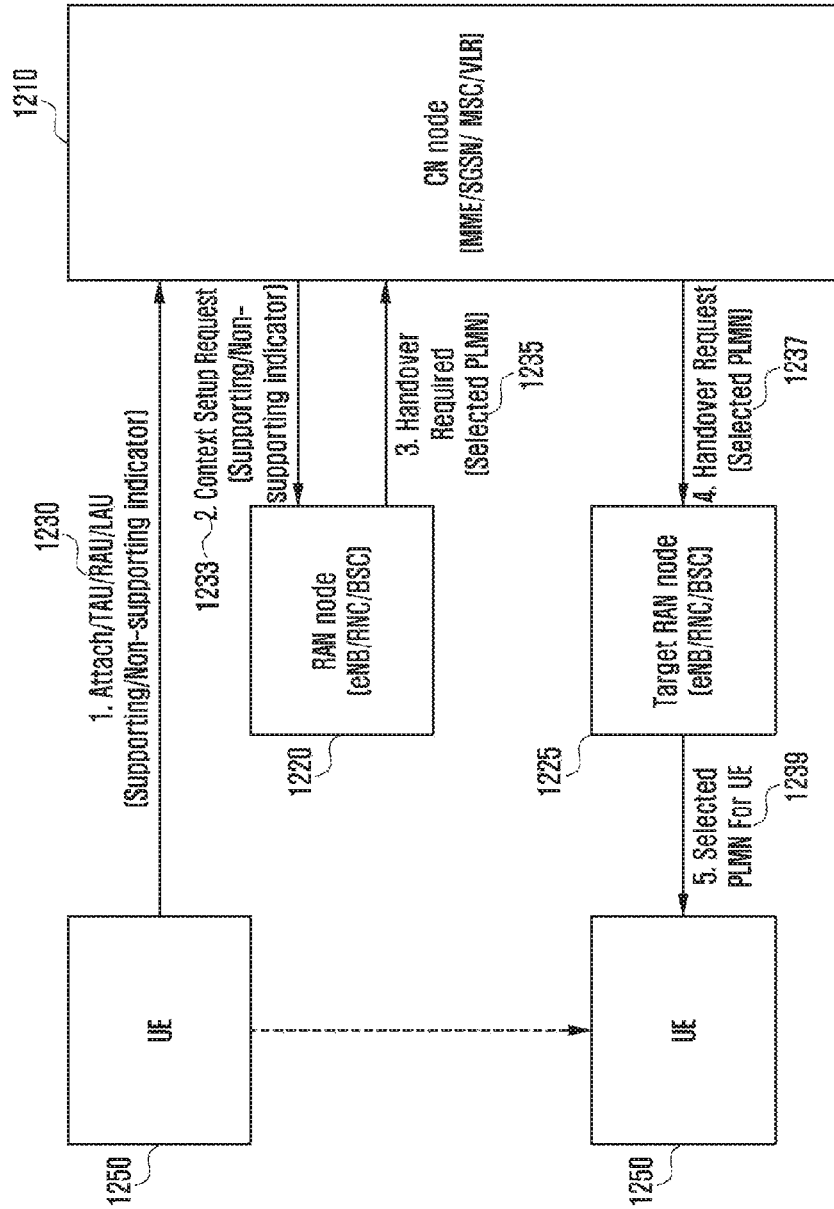 1210
CN node
[MME/SGSN/ MSC/VLR]
1230
1. Attach/TAU/RAU/LAU
[Supporting/Non-supporting indicator]
1233
2. Context Setup Request
[Supporting/Non-
supporting indicator]
3. Handover
Required
[Selected PLMN]
1235
4. Handover Request
[Selected PLMN]
1237
RAN node
[eNB/RNC/BSC]
1220
Target RAN node
[eNB/RNC/BSC]
1225
5. Selected
PLMN For UE
1239
UE
1250
UE
1250